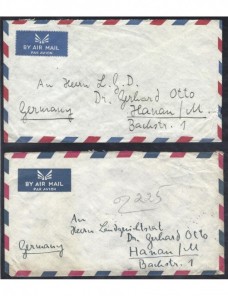 BY AIR MAIL
PAR AVION
An Herrn L.G.D.
Dr. Gerhard Otto
Germany
Hanau/M.
Bachstr. 1
BY AIR MAIL
PAR AVION
2225
An
Herrn Landgerichtsrat
Dr. Gerhard Otto
Germany
Hanau/M
Bachstr. 1